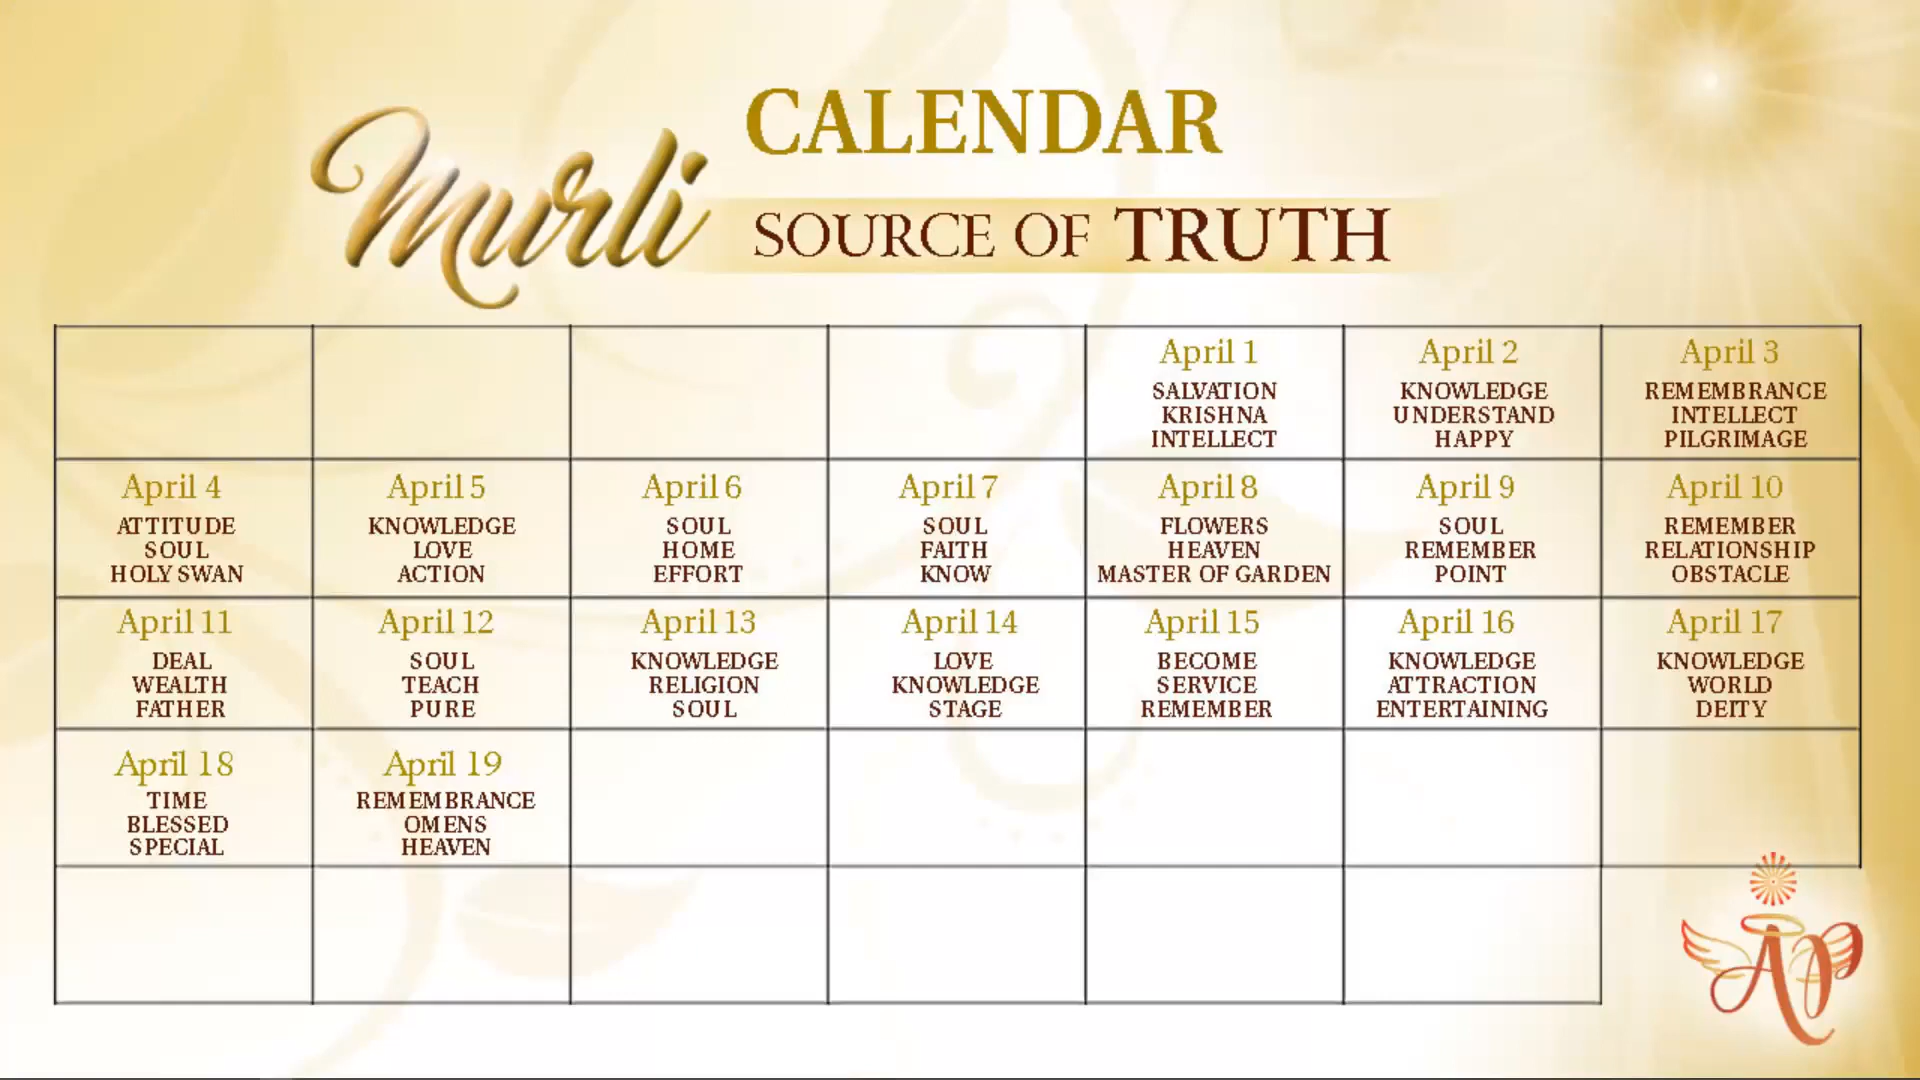 Murli
CALENDAR
SOURCE OF TRUTH
April 1
SALVATION
KRISHNA
INTELLECT
April 2
KNOWLEDGE
UNDERSTAND
HAPPY
April 3
REMEMBRANCE
INTELLECT
PILGRIMAGE
April 4
ATTITUDE
SOUL
HOLY SWAN
April 5
KNOWLEDGE
LOVE
ACTION
April 6
SOUL
HOME
EFFORT
April 7
SOUL
FAITH
KNOW
April 8
FLOWERS
HEAVEN
MASTER OF GARDEN
April 9
SOUL
REMEMBER
POINT
April 10
REMEMBER
RELATIONSHIP
OBSTACLE
April 11
DEAL
WEALTH
FATHER
April 12
SOUL
TEACH
PURE
April 13
KNOWLEDGE
RELIGION
SOUL
April 14
LOVE
KNOWLEDGE
STAGE
April 15
BECOME
SERVICE
REMEMBER
April 16
KNOWLEDGE
ATTRACTION
ENTERTAINING
April 17
KNOWLEDGE
WORLD
DEITY
April 18
TIME
BLESSED
SPECIAL
April 19
REMEMBRANCE
OMENS
HEAVEN
AP